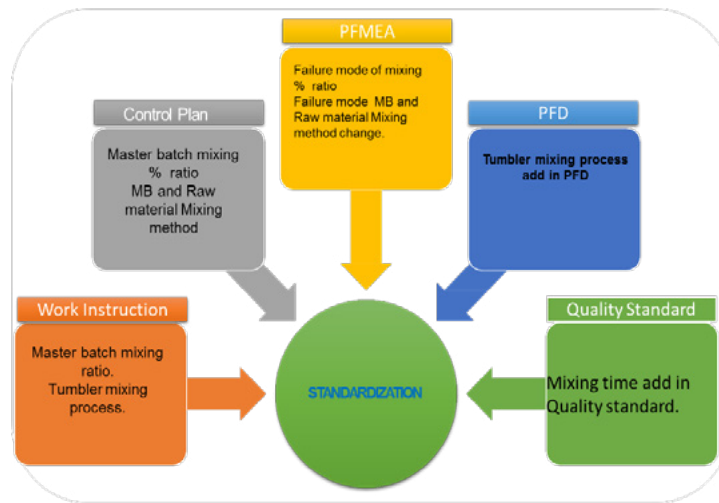 PFMEA
Failure mode of mixing
% ratio
Failure mode MB and
Raw material Mixing
method change.
Control Plan
Master batch mixing
% ratio
MB and Raw
material Mixing
method
PFD
Tumbler mixing process
add in PFD
Work Instruction
Master batch mixing
ratio.
Tumbler mixing
process.
STANDARDIZATION
Quality Standard
Mixing time add in
Quality standard.